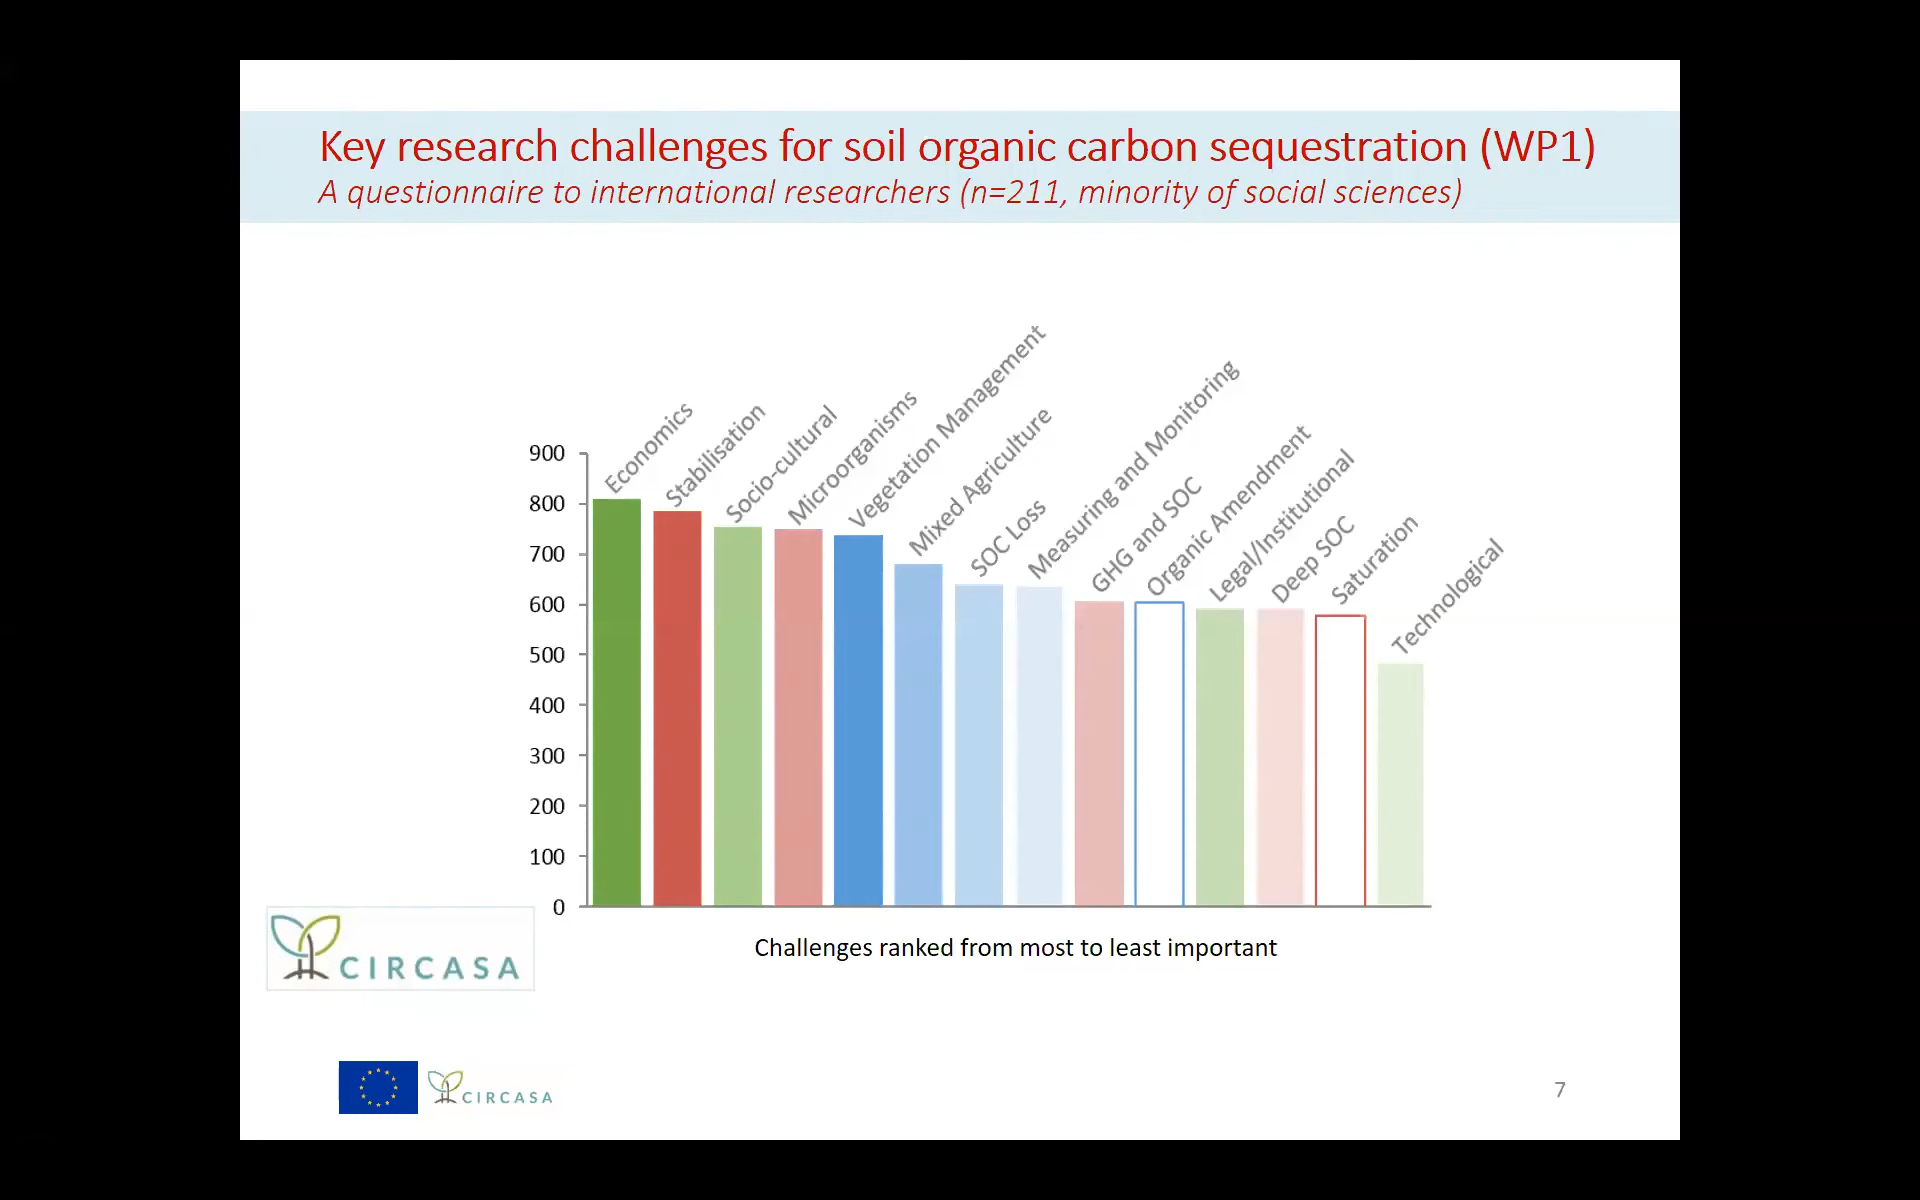 Key research challenges for soil organic carbon sequestration (WP1)
A questionnaire to international researchers (n=211, minority of social sciences)
Economics
Stabilisation
Socio-cultural
Microorganisms
Vegetation Management
Mixed Agriculture
SOC Loss
Measuring and Monitoring
GHG and SOC
Organic Amendment
Legal/Institutional
Deep SOC
Saturation
Technological
900
800
700
600
500
400
300
200
100
0
Challenges ranked from most to least important
CIRCASA
CIRCASA
7